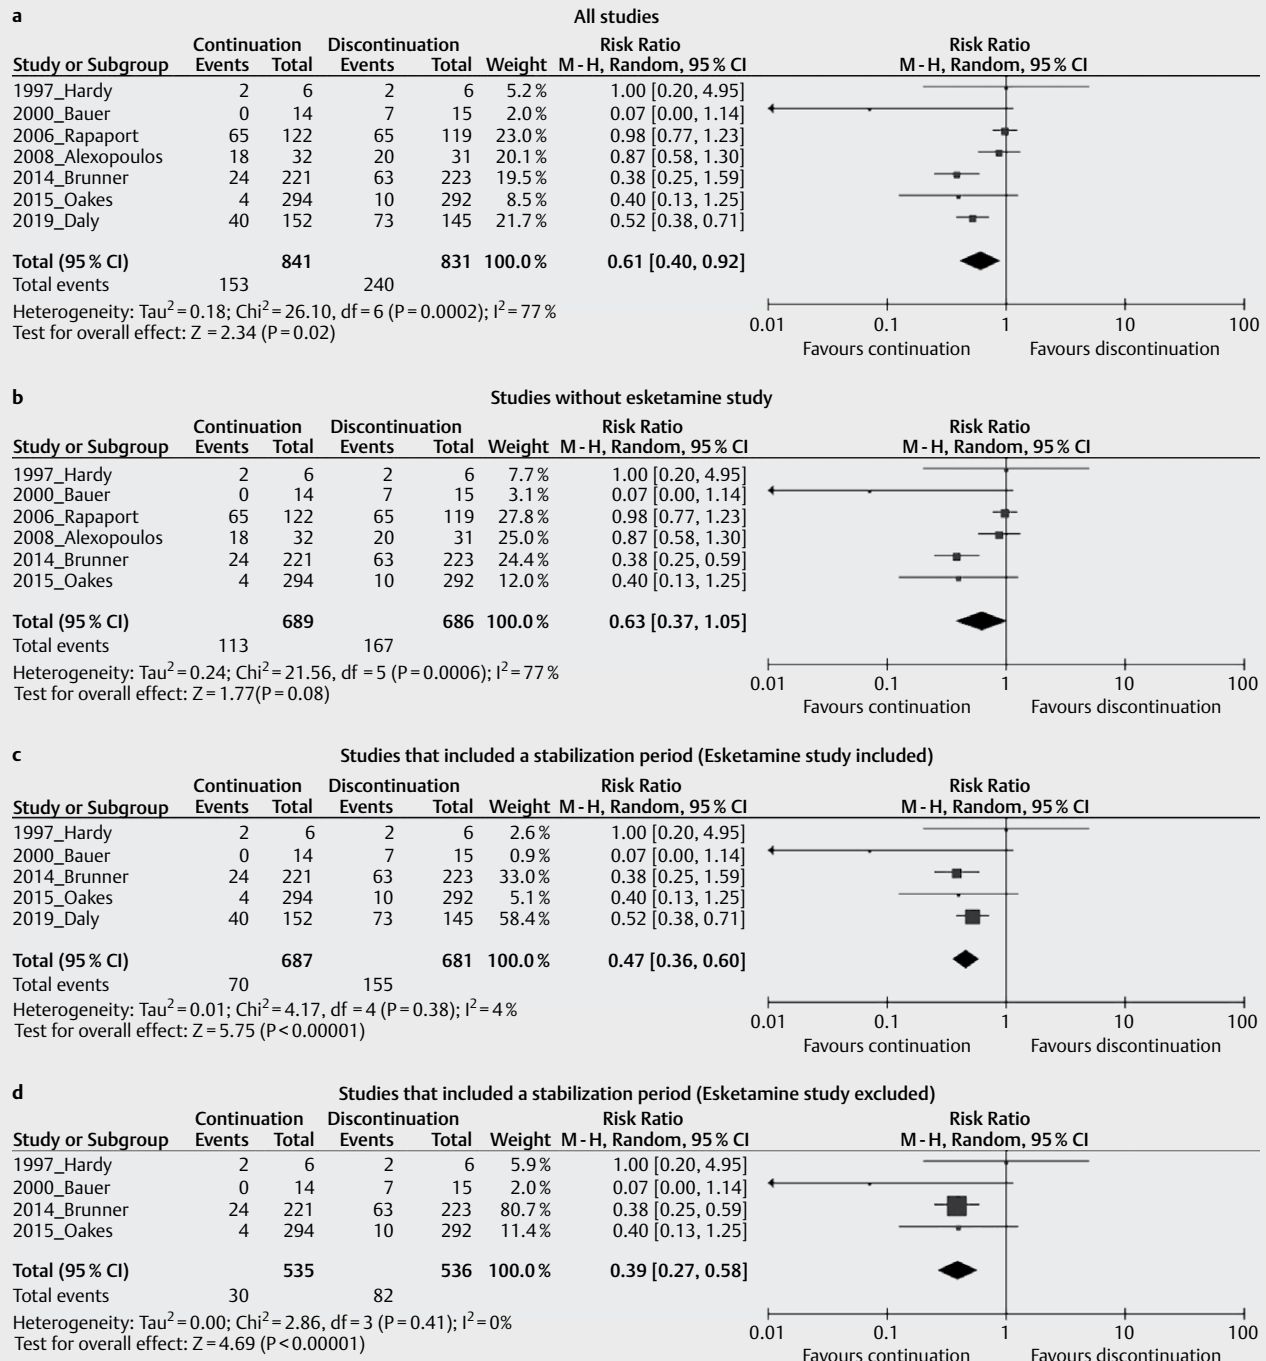 a
All studies
Continuation Discontinuation Risk Ratio Risk Ratio
Study or Subgroup Events Total Events Total Weight M - H, Random, 95 % CI M - H, Random, 95 % CI
1997_Hardy 2 6 2 6 5.2 % 1.00 [0.20, 4.95]
2000_Bauer 0 14 7 15 2.0 % 0.07 [0.00, 1.14]
2006_Rapaport 65 122 65 119 23.0 % 0.98 [0.77, 1.23]
2008_Alexopoulos 18 32 20 31 20.1 % 0.87 [0.58, 1.30]
2014_Brunner 24 221 63 223 19.5 % 0.38 [0.25, 1.59]
2015_Oakes 4 294 10 292 8.5 % 0.40 [0.13, 1.25]
2019_Daly 40 152 73 145 21.7 % 0.52 [0.38, 0.71]
Total (95 % CI) 841 831 100.0 % 0.61 [0.40, 0.92]
Total events 153 240
Heterogeneity: Tau² = 0.18; Chi² = 26.10, df = 6 (P = 0.0002); I² = 77 %
Test for overall effect: Z = 2.34 (P = 0.02)
0.01 0.1 1 10 100
Favours continuation Favours discontinuation
b
Studies without esketamine study
Continuation Discontinuation Risk Ratio Risk Ratio
Study or Subgroup Events Total Events Total Weight M - H, Random, 95 % CI M - H, Random, 95 % CI
1997_Hardy 2 6 2 6 7.7 % 1.00 [0.20, 4.95]
2000_Bauer 0 14 7 15 3.1 % 0.07 [0.00, 1.14]
2006_Rapaport 65 122 65 119 27.8 % 0.98 [0.77, 1.23]
2008_Alexopoulos 18 32 20 31 25.0 % 0.87 [0.58, 1.30]
2014_Brunner 24 221 63 223 24.4 % 0.38 [0.25, 0.59]
2015_Oakes 4 294 10 292 12.0 % 0.40 [0.13, 1.25]
Total (95 % CI) 689 686 100.0 % 0.63 [0.37, 1.05]
Total events 113 167
Heterogeneity: Tau² = 0.24; Chi² = 21.56, df = 5 (P = 0.0006); I² = 77 %
Test for overall effect: Z = 1.77(P = 0.08)
0.01 0.1 1 10 100
Favours continuation Favours discontinuation
c
Studies that included a stabilization period (Esketamine study included)
Continuation Discontinuation Risk Ratio Risk Ratio
Study or Subgroup Events Total Events Total Weight M - H, Random, 95 % CI M - H, Random, 95 % CI
1997_Hardy 2 6 2 6 2.6 % 1.00 [0.20, 4.95]
2000_Bauer 0 14 7 15 0.9 % 0.07 [0.00, 1.14]
2014_Brunner 24 221 63 223 33.0 % 0.38 [0.25, 1.59]
2015_Oakes 4 294 10 292 5.1 % 0.40 [0.13, 1.25]
2019_Daly 40 152 73 145 58.4 % 0.52 [0.38, 0.71]
Total (95 % CI) 687 681 100.0 % 0.47 [0.36, 0.60]
Total events 70 155
Heterogeneity: Tau² = 0.01; Chi² = 4.17, df = 4 (P = 0.38); I² = 4 %
Test for overall effect: Z = 5.75 (P < 0.00001)
0.01 0.1 1 10 100
Favours continuation Favours discontinuation
d
Studies that included a stabilization period (Esketamine study excluded)
Continuation Discontinuation Risk Ratio Risk Ratio
Study or Subgroup Events Total Events Total Weight M - H, Random, 95 % CI M - H, Random, 95 % CI
1997_Hardy 2 6 2 6 5.9 % 1.00 [0.20, 4.95]
2000_Bauer 0 14 7 15 2.0 % 0.07 [0.00, 1.14]
2014_Brunner 24 221 63 223 80.7 % 0.38 [0.25, 0.59]
2015_Oakes 4 294 10 292 11.4 % 0.40 [0.13, 1.25]
Total (95 % CI) 535 536 100.0 % 0.39 [0.27, 0.58]
Total events 30 82
Heterogeneity: Tau² = 0.00; Chi² = 2.86, df = 3 (P = 0.41); I² = 0%
Test for overall effect: Z = 4.69 (P < 0.00001)
0.01 0.1 1 10 100
Favours continuation Favours discontinuation